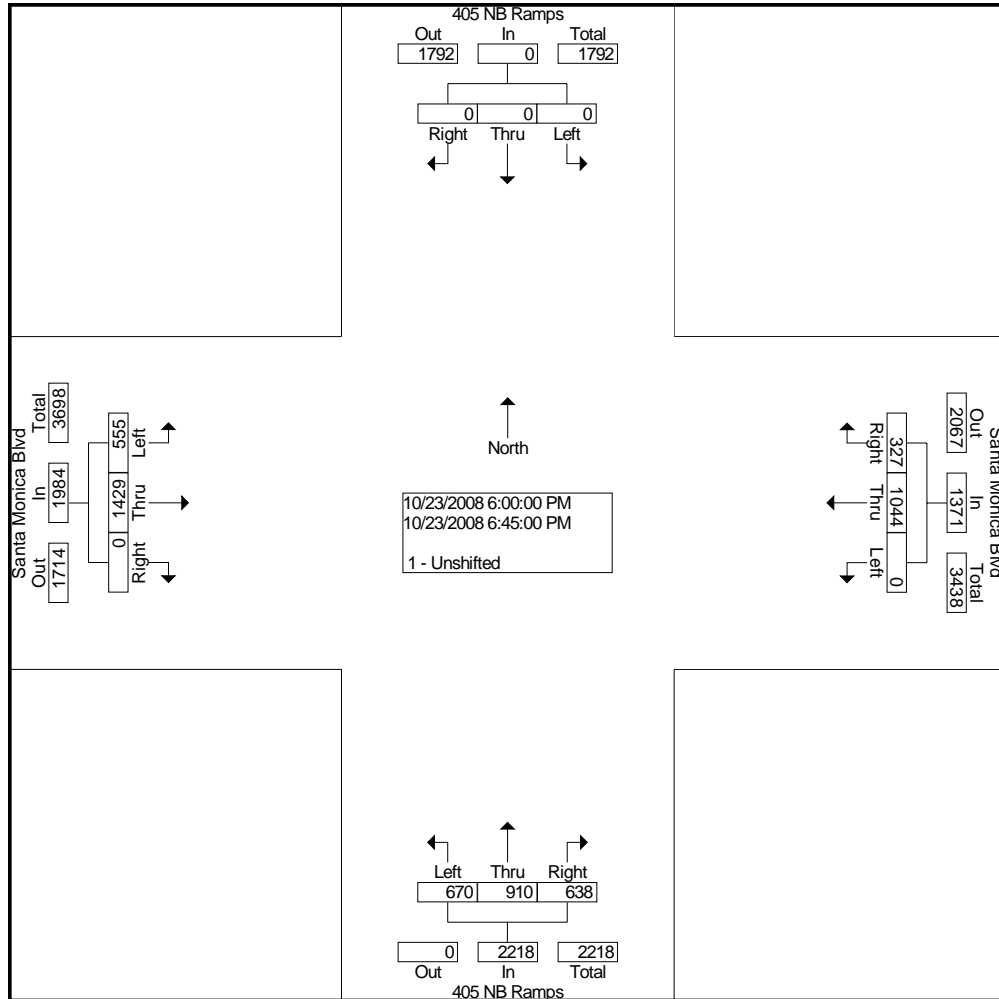 405 NB Ramps
Out In Total
1792 0 1792
0 0 0
Right Thru Left
Santa Monica Blvd
Total In Out
3698 1984 1714
555 1429 0
Left Thru Right
North
10/23/2008 6:00:00 PM
10/23/2008 6:45:00 PM
1 - Unshifted
Santa Monica Blvd
Out In Total
2067 1371 3438
327 1044 0
Right Thru Left
Left Thru Right
670 910 638
0 2218 2218
Out In Total
405 NB Ramps